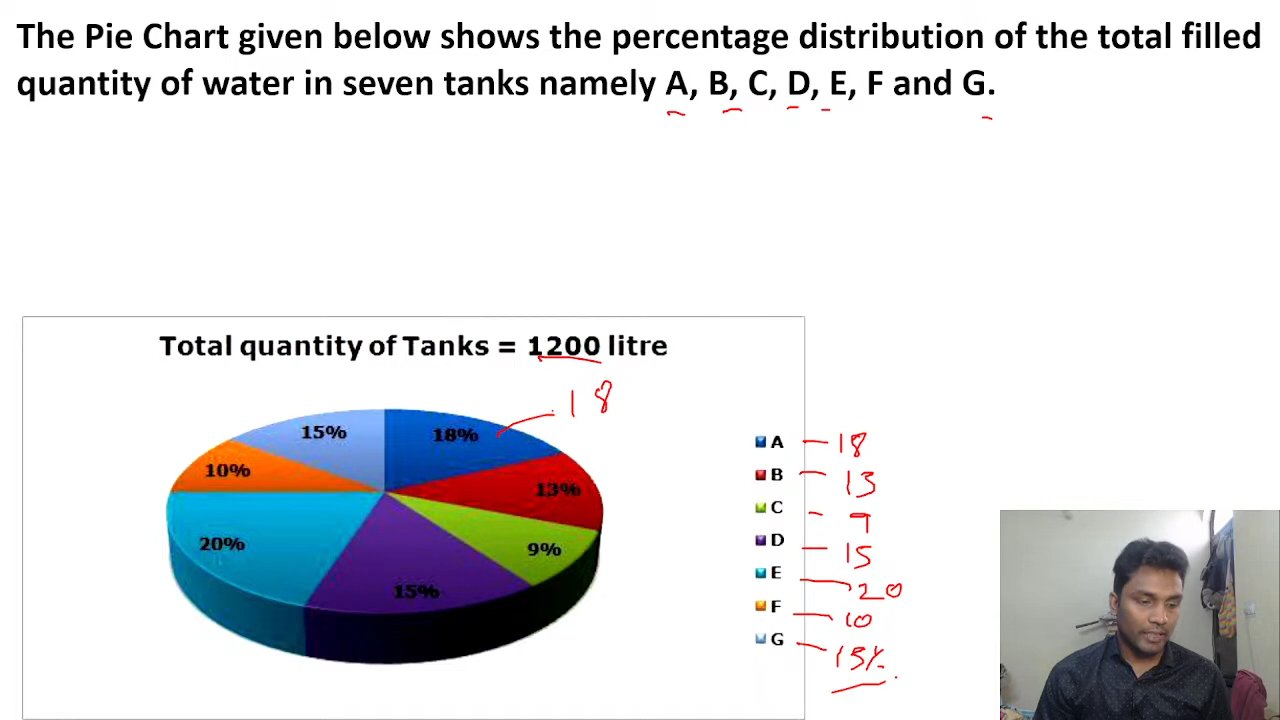 The Pie Chart given below shows the percentage distribution of the total filled
quantity of water in seven tanks namely A, B, C, D, E, F and G.
Total quantity of Tanks = 1200 litre
18
15% 18%
10% 13%
20% 9%
15%
A – 18
B – 13
C – 9
D – 15
E – 20
F – 10
G – 15%